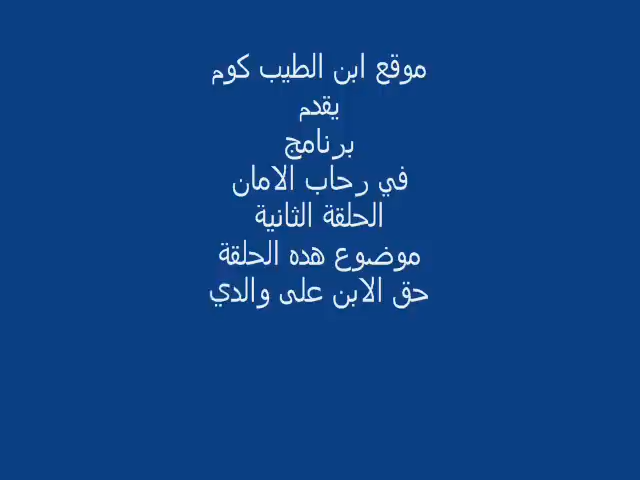 موقع ابن الطيب كوم
يقدم
برنامج
في رحاب الامان
الحلقة الثانية
موضوع هده الحلقة
حق الابن على والدي